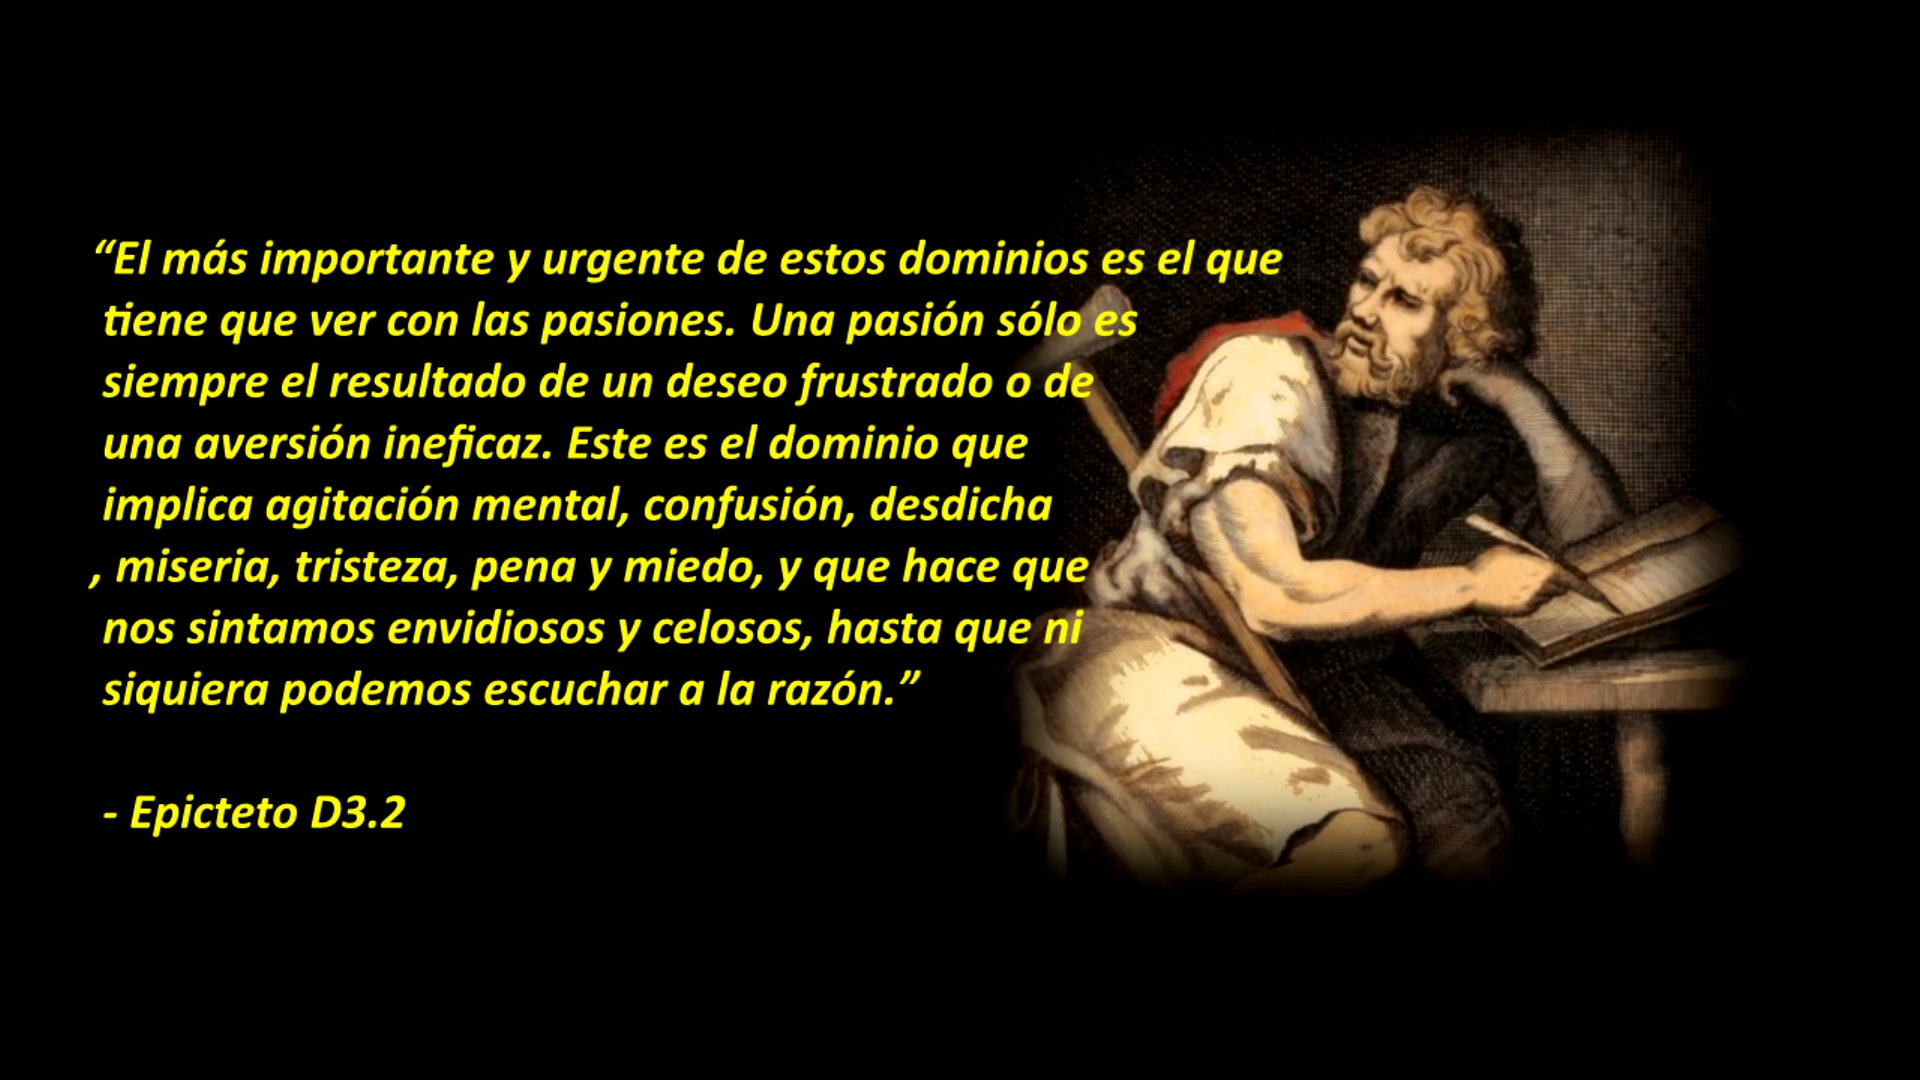 “El más importante y urgente de estos dominios es el que
tiene que ver con las pasiones. Una pasión sólo es
siempre el resultado de un deseo frustrado o de
una aversión ineficaz. Este es el dominio que
implica agitación mental, confusión, desdicha
, miseria, tristeza, pena y miedo, y que hace que
nos sintamos envidiosos y celosos, hasta que ni
siquiera podemos escuchar a la razón.”
- Epicteto D3.2